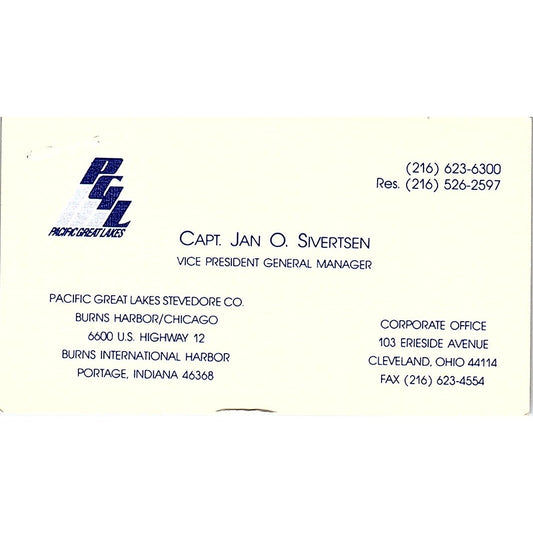 PGL
PACIFIC GREAT LAKES
(216) 623-6300
Res. (216) 526-2597
CAPT. JAN O. SIVERTSEN
VICE PRESIDENT GENERAL MANAGER
PACIFIC GREAT LAKES STEVEDORE CO.
BURNS HARBOR/CHICAGO
6600 U.S. HIGHWAY 12
BURNS INTERNATIONAL HARBOR
PORTAGE, INDIANA 46368
CORPORATE OFFICE
103 ERIESIDE AVENUE
CLEVELAND, OHIO 44114
FAX (216) 623-4554